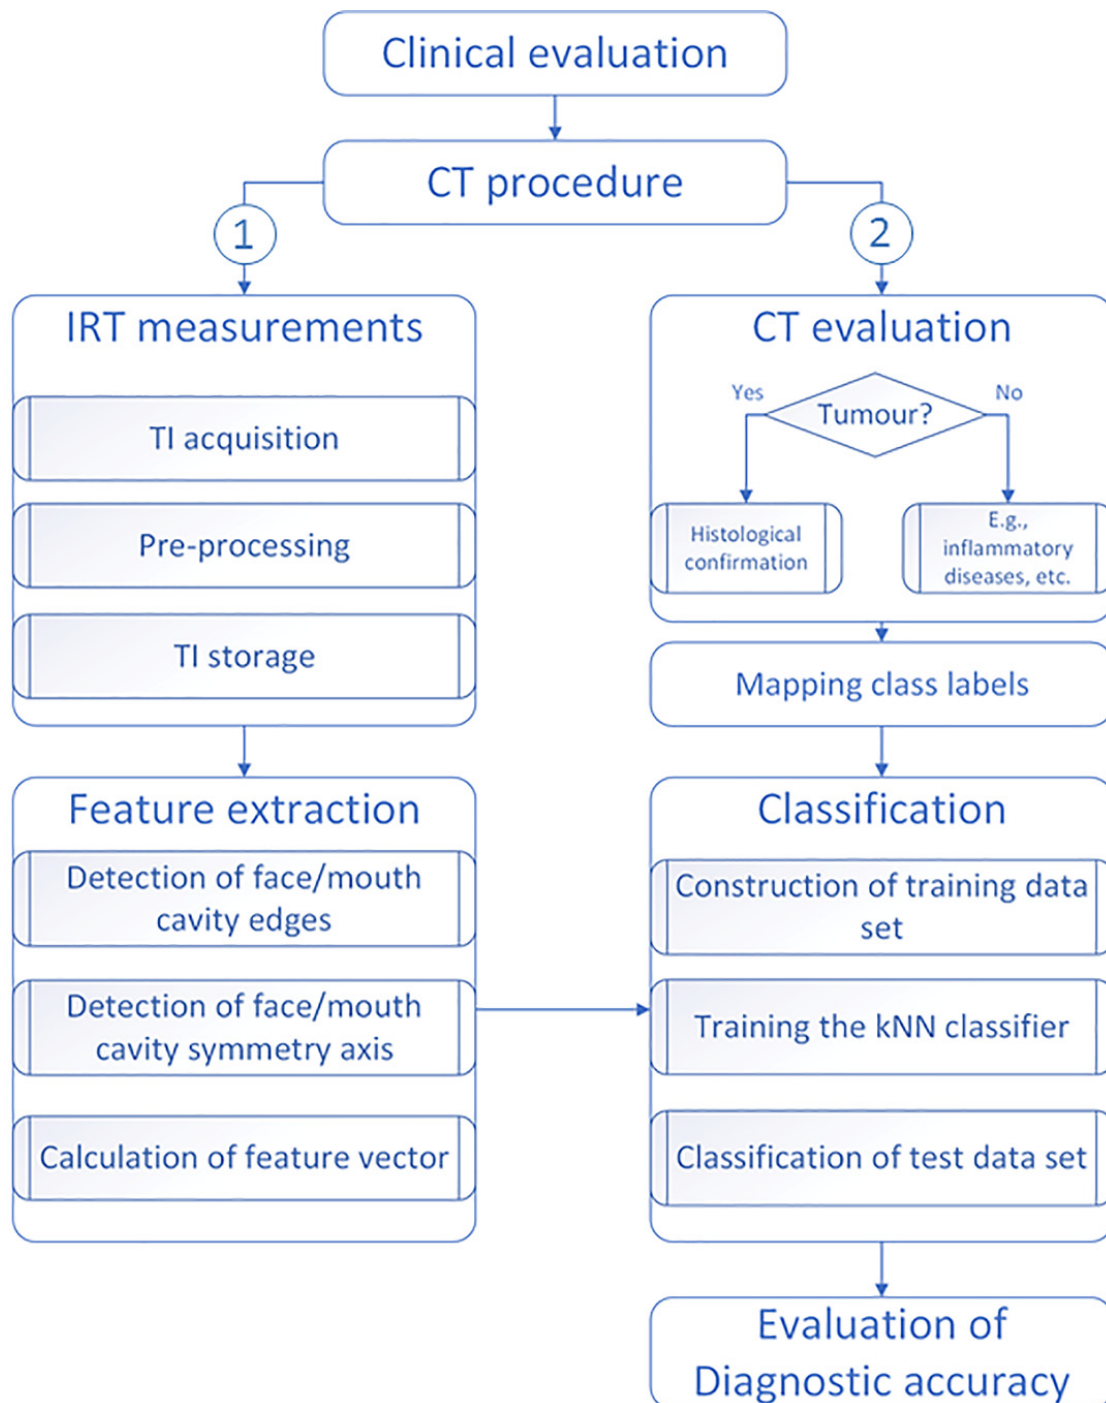 Clinical evaluation
CT procedure
1
2
IRT measurements
TI acquisition
Pre-processing
TI storage
CT evaluation
Yes
No
Tumour?
Histological
confirmation
E.g.,
inflammatory
diseases, etc.
Mapping class labels
Feature extraction
Detection of face/mouth
cavity edges
Detection of face/mouth
cavity symmetry axis
Calculation of feature vector
Classification
Construction of training data
set
Training the kNN classifier
Classification of test data set
Evaluation of
Diagnostic accuracy